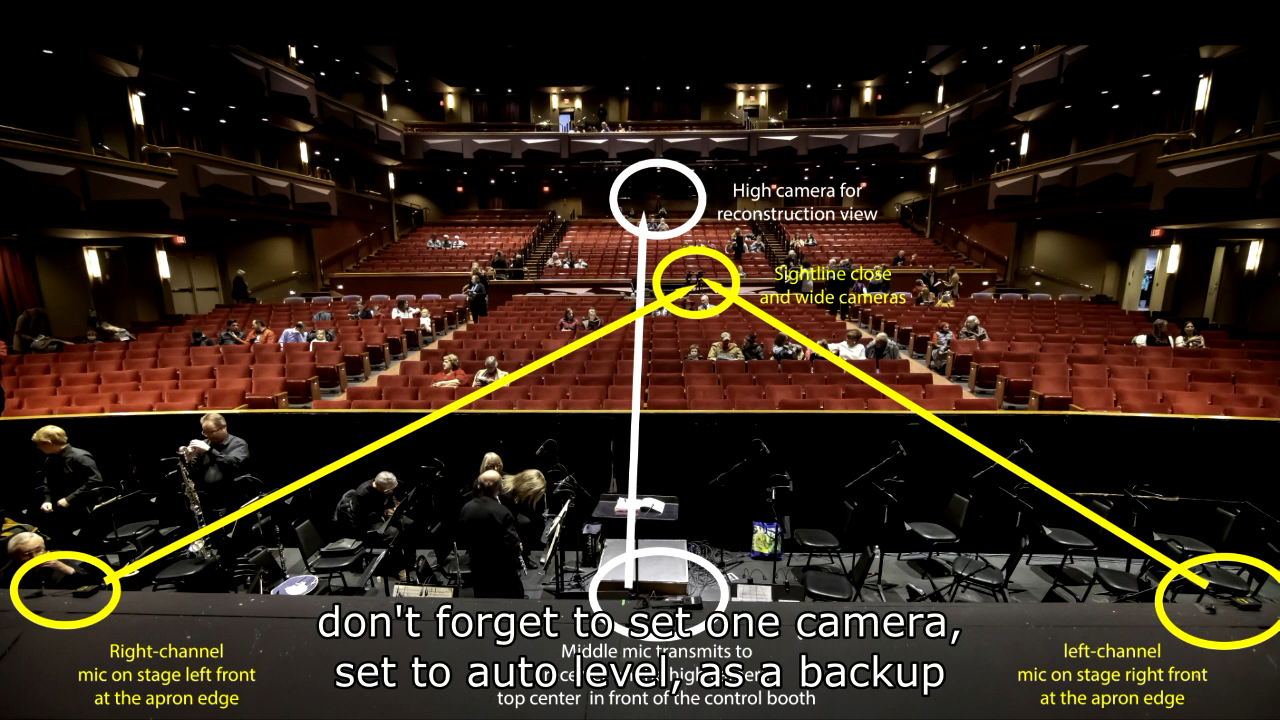 High camera for
reconstruction view
Sightline close
and wide cameras
don't forget to set one camera,
set to auto level, as a backup
Right-channel
mic on stage left front
at the apron edge
Middle mic transmits to
top center in front of the control booth
left-channel
mic on stage right front
at the apron edge